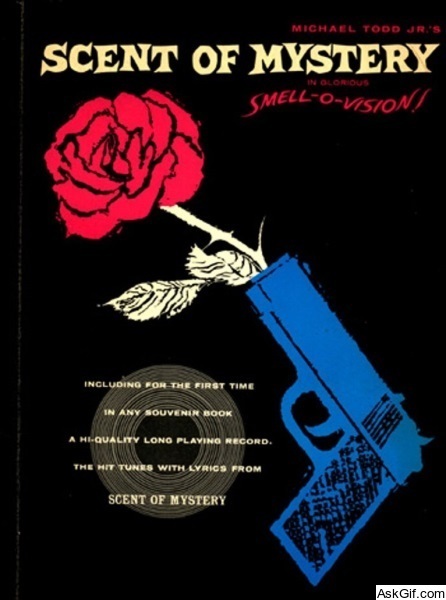 MICHAEL TODD JR.'S
SCENT OF MYSTERY
IN GLORIOUS
SMELL-O-VISION!
INCLUDING FOR THE FIRST TIME
IN ANY SOUVENIR BOOK
A HI-QUALITY LONG PLAYING RECORD.
THE HIT TUNES WITH LYRICS FROM
SCENT OF MYSTERY
AskGif.com